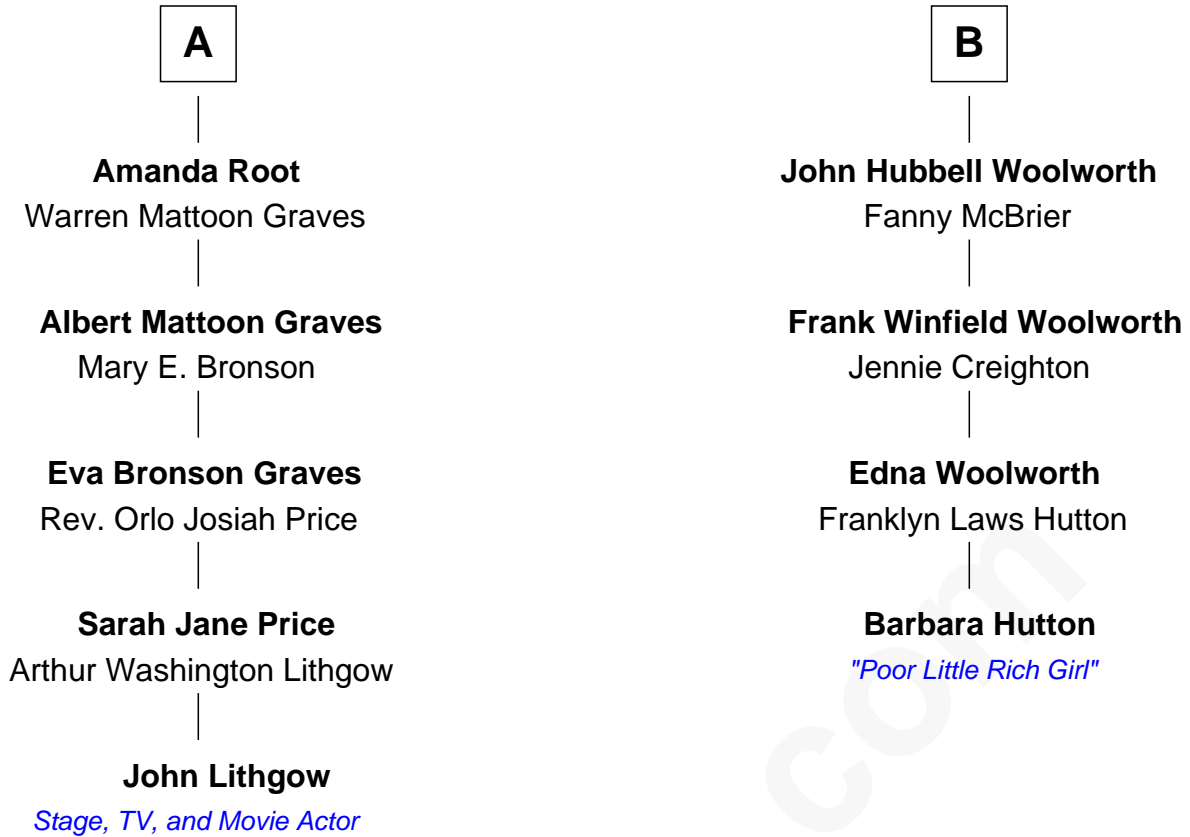 A
Amanda Root
Warren Mattoon Graves
Albert Mattoon Graves
Mary E. Bronson
Eva Bronson Graves
Rev. Orlo Josiah Price
Sarah Jane Price
Arthur Washington Lithgow
John Lithgow
Stage, TV, and Movie Actor
B
John Hubbell Woolworth
Fanny McBrier
Frank Winfield Woolworth
Jennie Creighton
Edna Woolworth
Franklyn Laws Hutton
Barbara Hutton
"Poor Little Rich Girl"
com